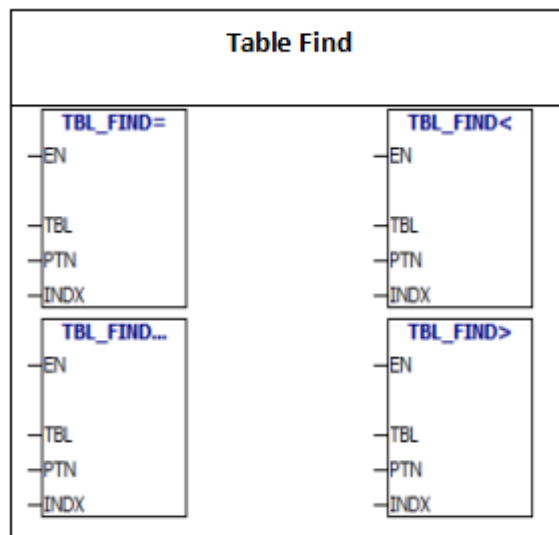 Table Find
TBL_FIND=
EN
TBL
PTN
INDX
TBL_FIND<
EN
TBL
PTN
INDX
TBL_FIND...
EN
TBL
PTN
INDX
TBL_FIND>
EN
TBL
PTN
INDX